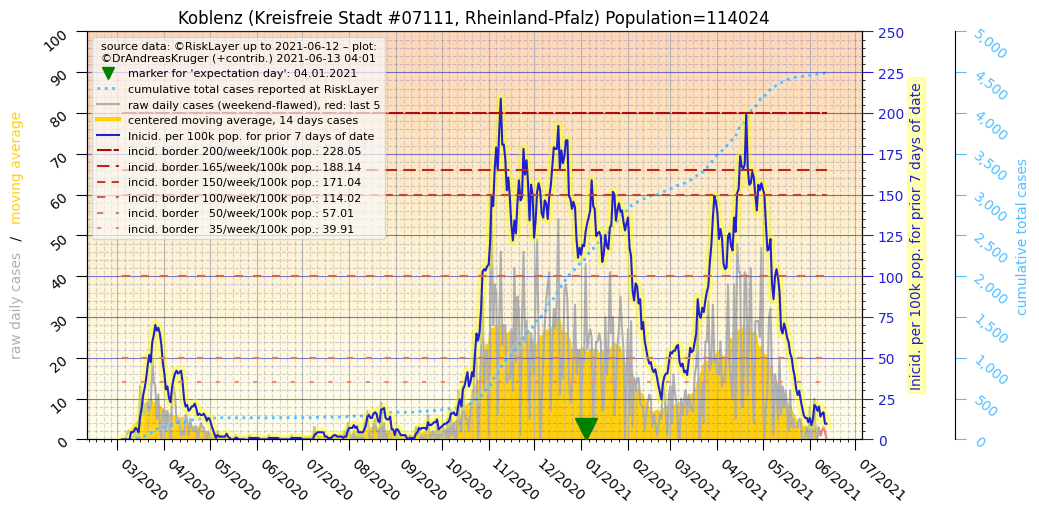 Koblenz (Kreisfreie Stadt #07111, Rheinland-Pfalz) Population=114024
source data: ©RiskLayer up to 2021-06-12 – plot:
©DrAndreasKruger (+contrib.) 2021-06-13 04:01
marker for 'expectation day': 04.01.2021
cumulative total cases reported at RiskLayer
raw daily cases (weekend-flawed), red: last 5
centered moving average, 14 days cases
Inicid. per 100k pop. for prior 7 days of date
incid. border 200/week/100k pop.: 228.05
incid. border 165/week/100k pop.: 188.14
incid. border 150/week/100k pop.: 171.04
incid. border 100/week/100k pop.: 114.02
incid. border   50/week/100k pop.: 57.01
incid. border   35/week/100k pop.: 39.91
raw daily cases / moving average
100
90
80
70
60
50
40
30
20
10
0
250
225
200
175
150
125
100
75
50
25
0
Inicid. per 100k pop. for prior 7 days of date
5,000
4,500
4,000
3,500
3,000
2,500
2,000
1,500
1,000
500
0
cumulative total cases
03/2020
04/2020
05/2020
06/2020
07/2020
08/2020
09/2020
10/2020
11/2020
12/2020
01/2021
02/2021
03/2021
04/2021
05/2021
06/2021
07/2021